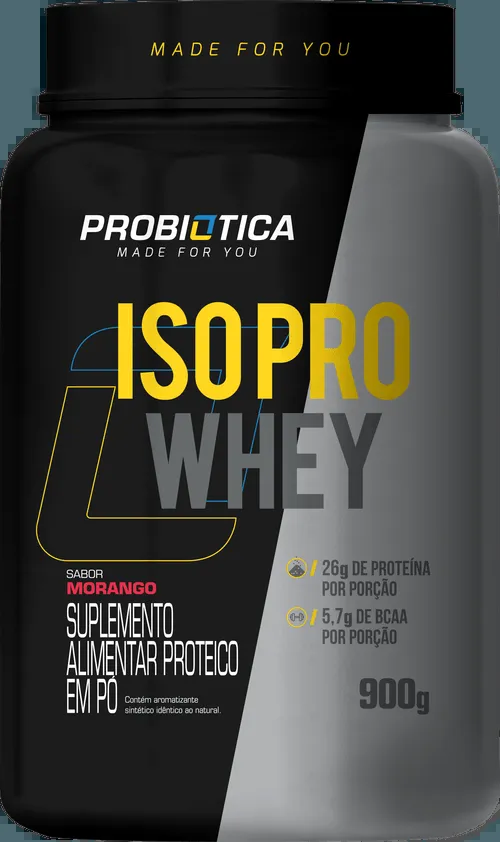 MADE FOR YOU
PROBIOTICA
MADE FOR YOU
ISO PRO
WHEY
SABOR
MORANGO
SUPLEMENTO
ALIMENTAR PROTEICO
EM PÓ
Contém aromatizante
sintético idêntico ao natural.
26g DE PROTEÍNA
POR PORÇÃO
5,7g DE BCAA
POR PORÇÃO
900g